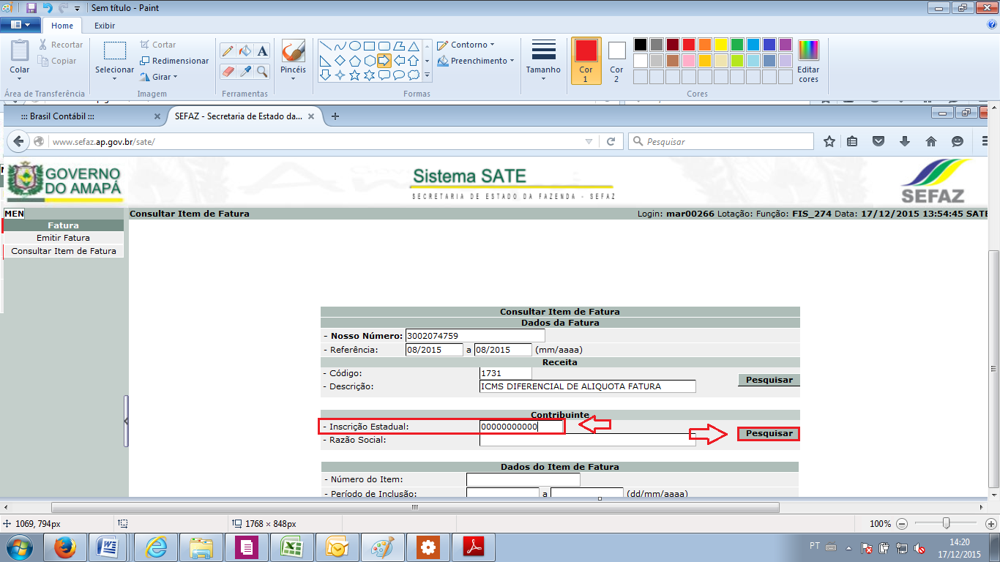 Sem título - Paint
Home
Exibir
Colar
Recortar
Copiar
Área de Transferência
Selecionar
Cortar
Redimensionar
Girar
Imagem
Ferramentas
Pincéis
Formas
Contorno
Preenchimento
Tamanho
Cor 1
Cor 2
Editar cores
Cores
::: Brasil Contábil :::
SEFAZ - Secretaria de Estado da...
www.sefaz.ap.gov.br/sate/
Pesquisar
GOVERNO DO AMAPÁ
Sistema SATE
SECRETARIA DE ESTADO DA FAZENDA - SEFAZ
SEFAZ
MEN
Fatura
Emitir Fatura
Consultar Item de Fatura
Consultar Item de Fatura
Login: mar00266 Lotação: Função: FIS_274 Data: 17/12/2015 13:54:45 SATE
Consultar Item de Fatura
Dados da Fatura
- Nosso Número: 3002074759
- Referência: 08/2015 a 08/2015 (mm/aaaa)
Receita
- Código: 1731
- Descrição: ICMS DIFERENCIAL DE ALIQUOTA FATURA
Pesquisar
Contribuinte
- Inscrição Estadual: 00000000000
- Razão Social:
Pesquisar
Dados do Item de Fatura
- Número do Item:
- Período de Inclusão: a (dd/mm/aaaa)
1069, 794px
1768 × 848px
100%
PT
14:20
17/12/2015